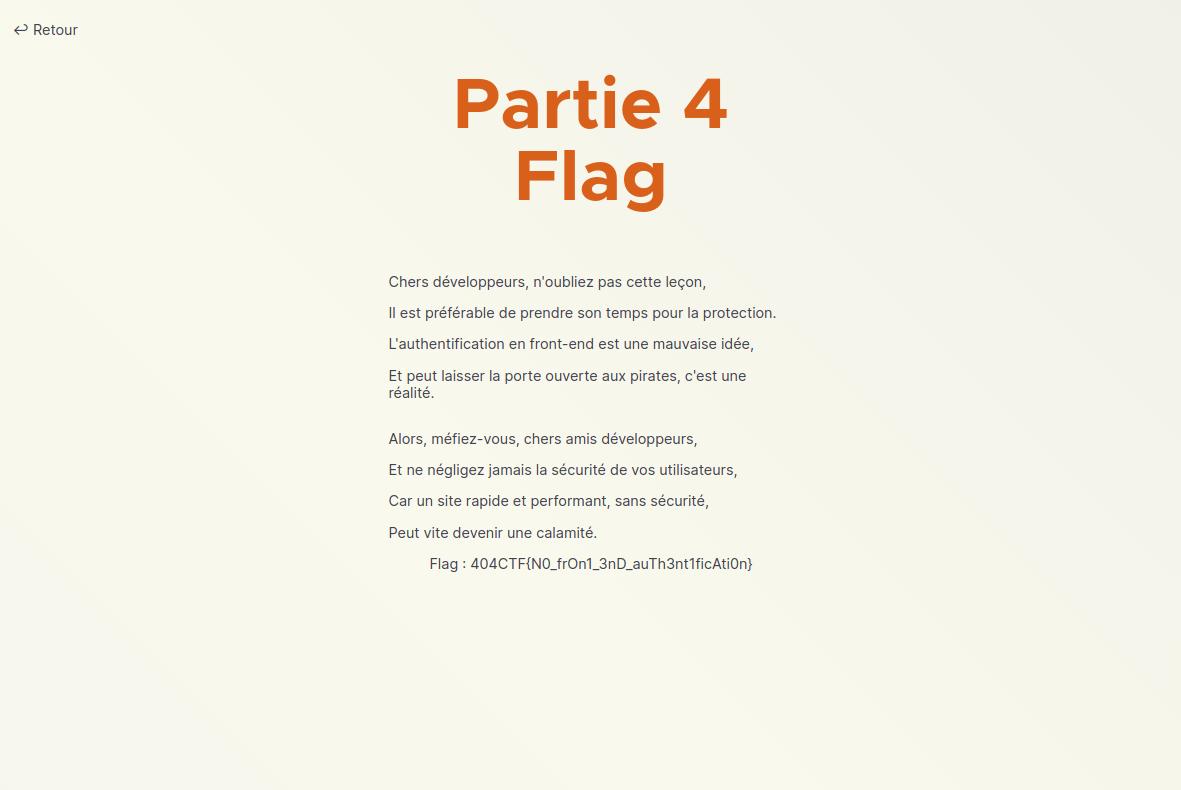 ↩ Retour
Partie 4
Flag
Chers développeurs, n'oubliez pas cette leçon,
Il est préférable de prendre son temps pour la protection.
L'authentification en front-end est une mauvaise idée,
Et peut laisser la porte ouverte aux pirates, c'est une
réalité.
Alors, méfiez-vous, chers amis développeurs,
Et ne négligez jamais la sécurité de vos utilisateurs,
Car un site rapide et performant, sans sécurité,
Peut vite devenir une calamité.
Flag : 404CTF{N0_frOn1_3nD_auTh3nt1ficAti0n}